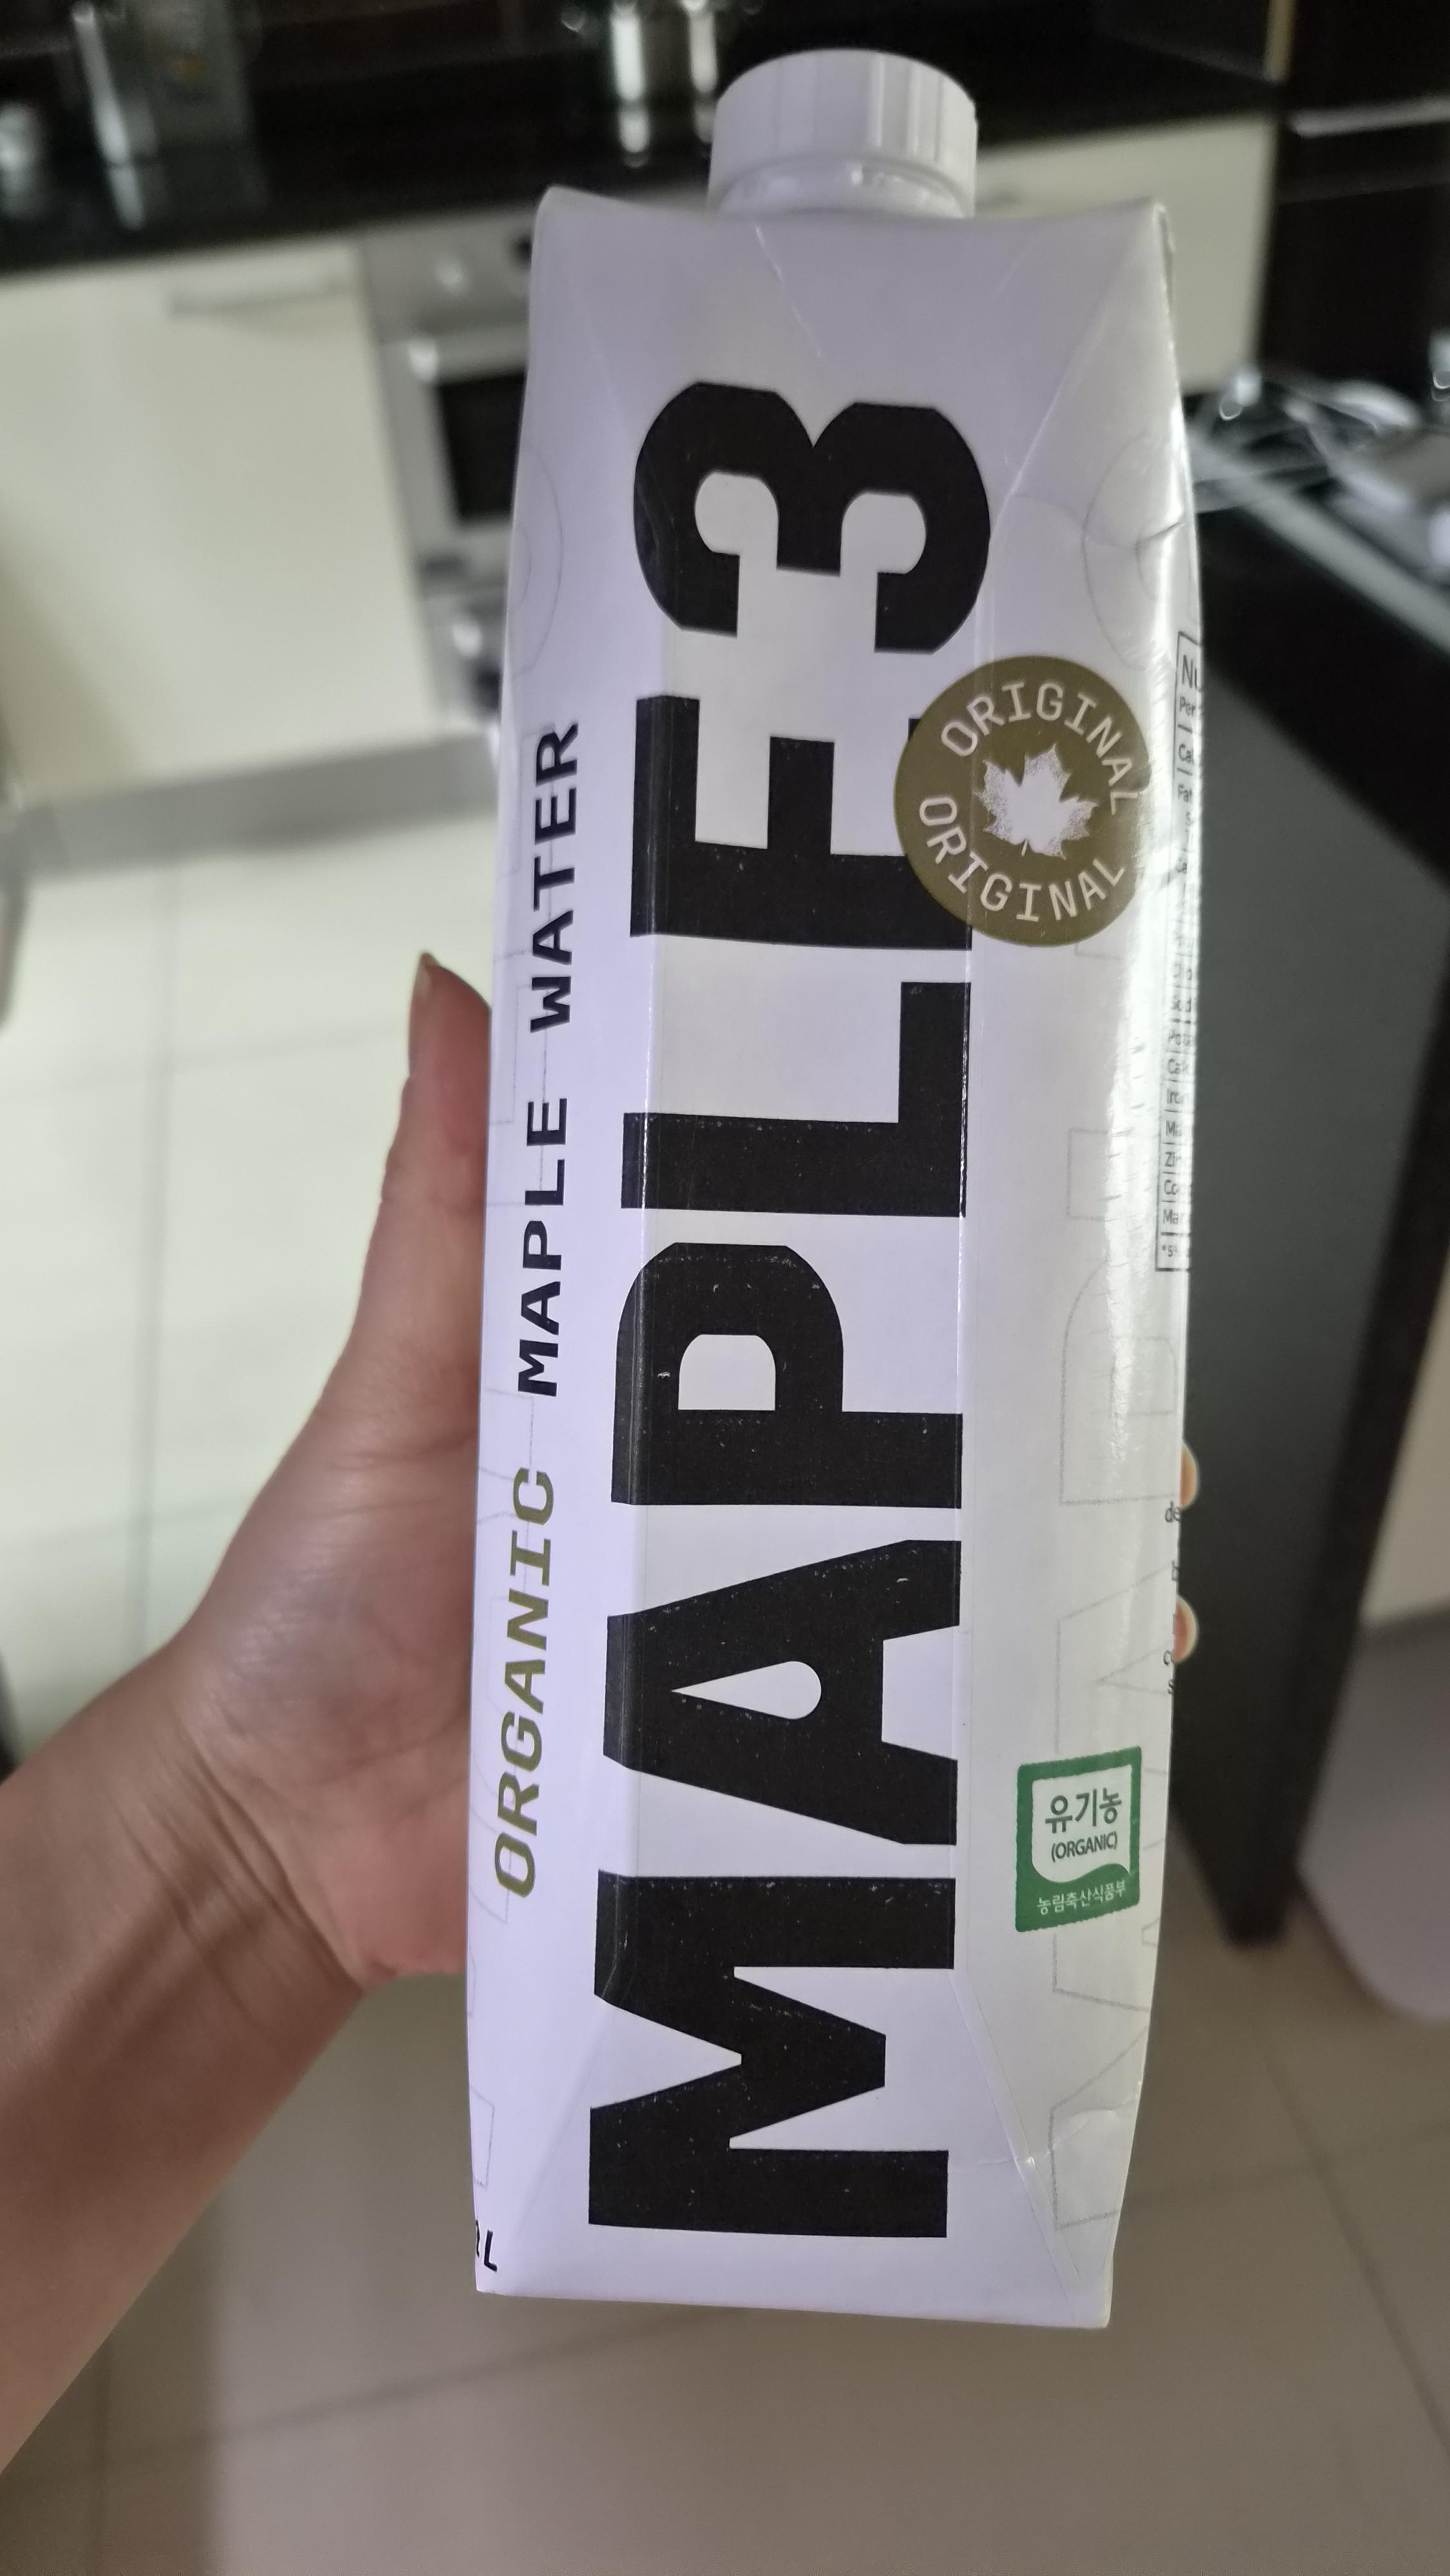 MAPLE3
ORGANIC MAPLE WATER
ORIGINAL
ORIGINAL
유기농
(ORGANIC)
농림축산식품부